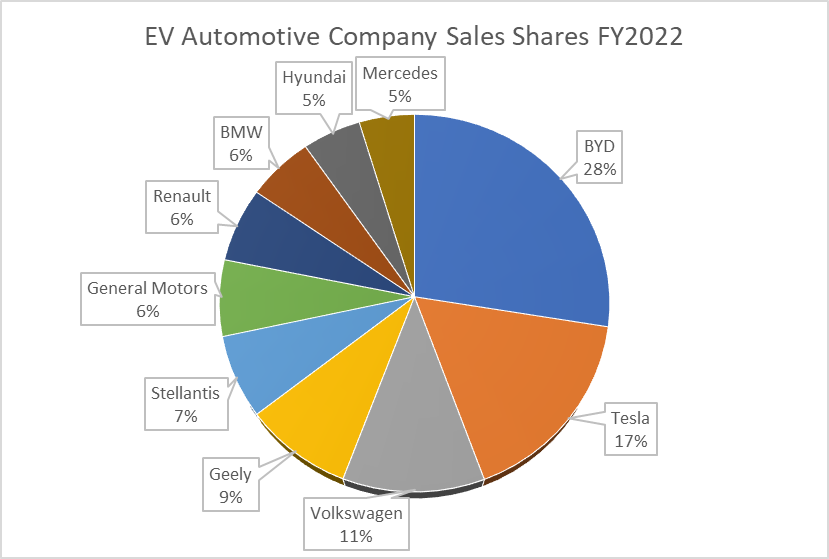 EV Automotive Company Sales Shares FY2022
BYD
28%
Tesla
17%
Volkswagen
11%
Geely
9%
Stellantis
7%
General Motors
6%
Renault
6%
BMW
6%
Hyundai
5%
Mercedes
5%